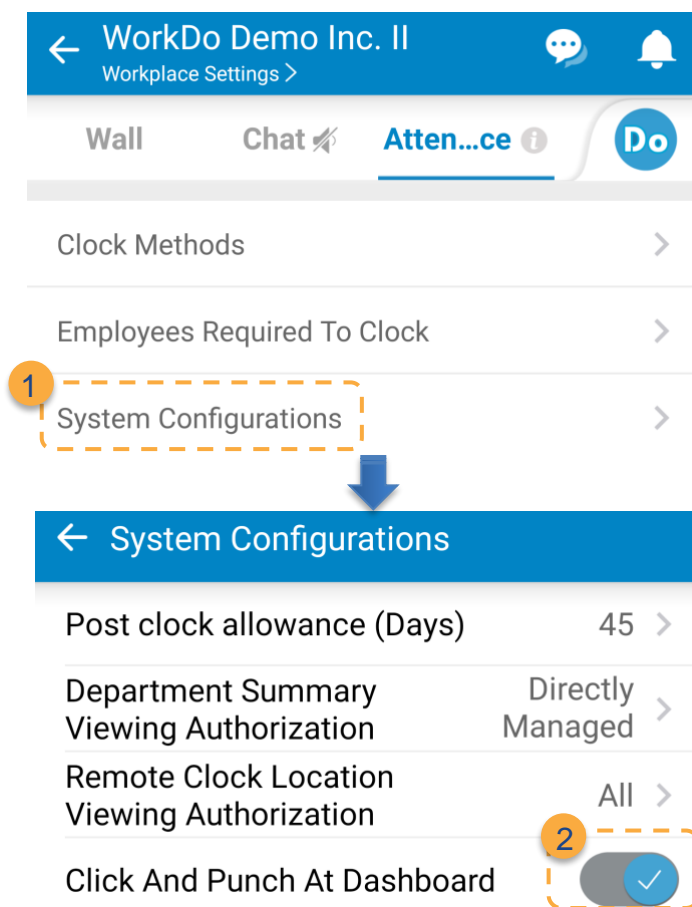 WorkDo Demo Inc. II
Workplace Settings >
Wall Chat Atten...ce Do
Clock Methods
Employees Required To Clock
1
System Configurations
System Configurations
Post clock allowance (Days) 45
Department Summary
Viewing Authorization
Directly
Managed
Remote Clock Location
Viewing Authorization
All
2
Click And Punch At Dashboard